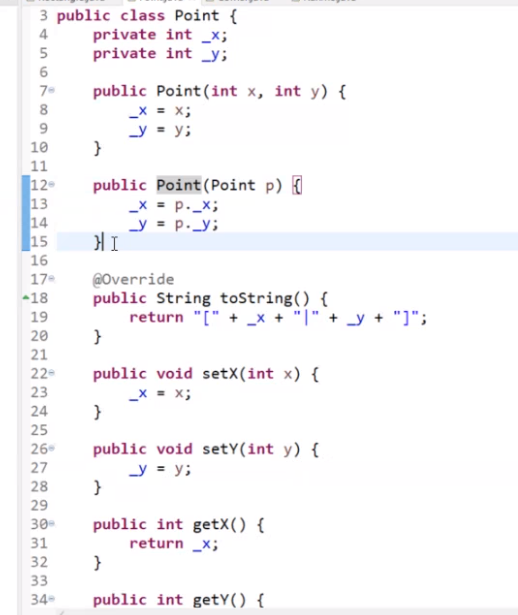 3 public class Point {
4     private int _x;
5     private int _y;
6
7     public Point(int x, int y) {
8         _x = x;
9         _y = y;
10     }
11
12     public Point(Point p) {
13         _x = p._x;
14         _y = p._y;
15     }
16
17     @Override
18     public String toString() {
19         return "[" + _x + "|" + _y + "]";
20     }
21
22     public void setX(int x) {
23         _x = x;
24     }
25
26     public void setY(int y) {
27         _y = y;
28     }
29
30     public int getX() {
31         return _x;
32     }
33
34     public int getY() {